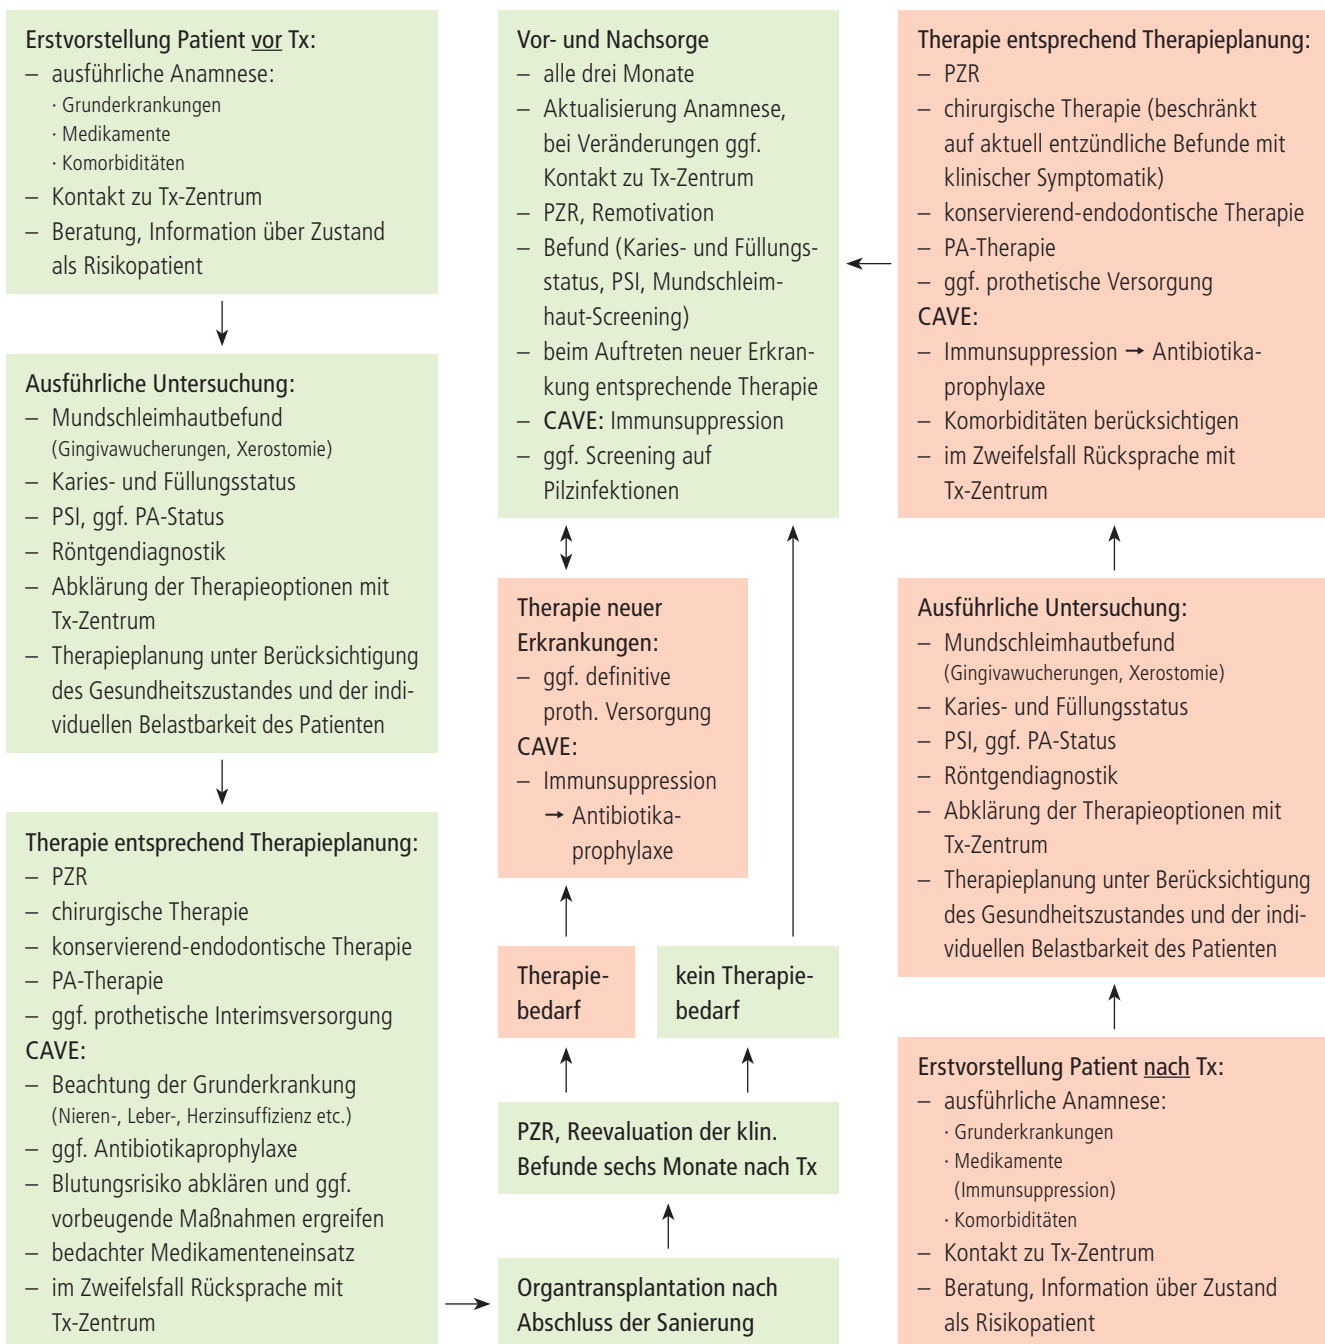 Erstvorstellung Patient vor Tx:
– ausführliche Anamnese:
· Grunderkrankungen
· Medikamente
· Komorbiditäten
– Kontakt zu Tx-Zentrum
– Beratung, Information über Zustand
als Risikopatient
Ausführliche Untersuchung:
– Mundschleimhautbefund
(Gingivawucherungen, Xerostomie)
– Karies- und Füllungsstatus
– PSI, ggf. PA-Status
– Röntgendiagnostik
– Abklärung der Therapieoptionen mit
Tx-Zentrum
– Therapieplanung unter Berücksichtigung
des Gesundheitszustandes und der indi-
viduellen Belastbarkeit des Patienten
Therapie entsprechend Therapieplanung:
– PZR
– chirurgische Therapie
– konservierend-endodontische Therapie
– PA-Therapie
– ggf. prothetische Interimsversorgung
CAVE:
– Beachtung der Grunderkrankung
(Nieren-, Leber-, Herzinsuffizienz etc.)
– ggf. Antibiotikaprophylaxe
– Blutungsrisiko abklären und ggf.
vorbeugende Maßnahmen ergreifen
– bedachter Medikamenteneinsatz
– im Zweifelsfall Rücksprache mit
Tx-Zentrum
Organtransplantation nach
Abschluss der Sanierung
PZR, Reevaluation der klin.
Befunde sechs Monate nach Tx
Therapie-
bedarf
kein Therapie-
bedarf
Therapie neuer
Erkrankungen:
– ggf. definitive
proth. Versorgung
CAVE:
– Immunsuppression
→ Antibiotika-
prophylaxe
Vor- und Nachsorge
– alle drei Monate
– Aktualisierung Anamnese,
bei Veränderungen ggf.
Kontakt zu Tx-Zentrum
– PZR, Remotivation
– Befund (Karies- und Füllungs-
status, PSI, Mundschleim-
haut-Screening)
– beim Auftreten neuer Erkran-
kung entsprechende Therapie
– CAVE: Immunsuppression
– ggf. Screening auf
Pilzinfektionen
Therapie entsprechend Therapieplanung:
– PZR
– chirurgische Therapie (beschränkt
auf aktuell entzündliche Befunde mit
klinischer Symptomatik)
– konservierend-endodontische Therapie
– PA-Therapie
– ggf. prothetische Versorgung
CAVE:
– Immunsuppression → Antibiotika-
prophylaxe
– Komorbiditäten berücksichtigen
– im Zweifelsfall Rücksprache mit
Tx-Zentrum
Ausführliche Untersuchung:
– Mundschleimhautbefund
(Gingivawucherungen, Xerostomie)
– Karies- und Füllungsstatus
– PSI, ggf. PA-Status
– Röntgendiagnostik
– Abklärung der Therapieoptionen mit
Tx-Zentrum
– Therapieplanung unter Berücksichtigung
des Gesundheitszustandes und der indi-
viduellen Belastbarkeit des Patienten
Erstvorstellung Patient nach Tx:
– ausführliche Anamnese:
· Grunderkrankungen
· Medikamente
(Immunsuppression)
· Komorbiditäten
– Kontakt zu Tx-Zentrum
– Beratung, Information über Zustand
als Risikopatient